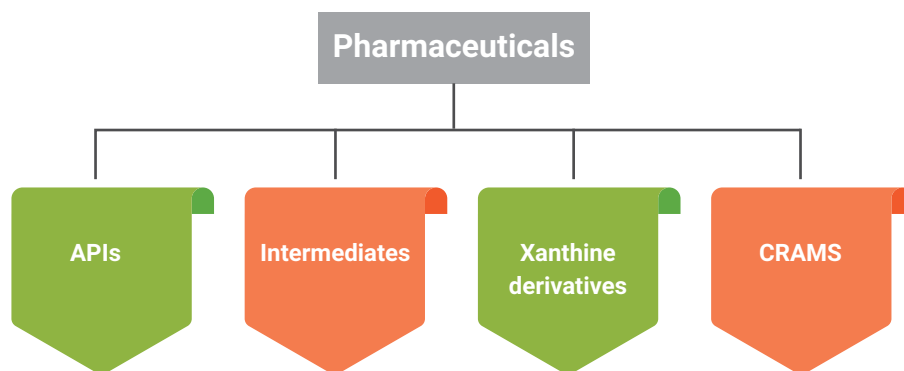 Pharmaceuticals
APIs
Intermediates
Xanthine
derivatives
CRAMS